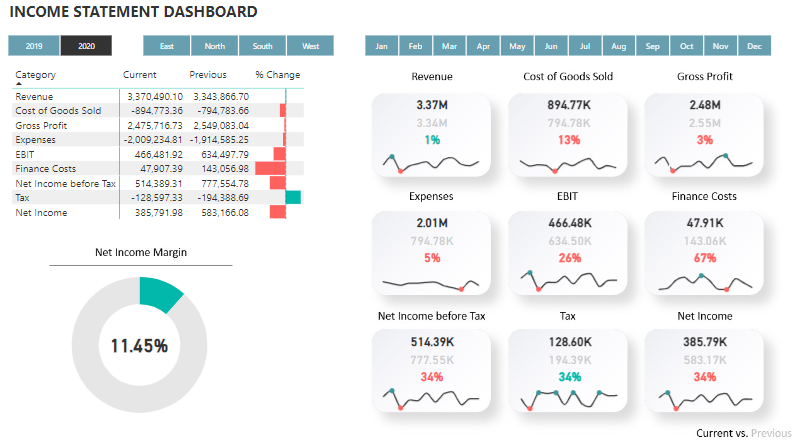 INCOME STATEMENT DASHBOARD
2019 2020 East North South West Jan Feb Mar Apr May Jun Jul Aug Sep Oct Nov Dec
Category Current Previous % Change
Revenue 3,370,490.10 3,343,866.70
Cost of Goods Sold -894,773.36 -794,783.66
Gross Profit 2,475,716.73 2,549,083.04
Expenses -2,009,234.81 -1,914,585.25
EBIT 466,481.92 634,497.79
Finance Costs 47,907.39 143,056.98
Net Income before Tax 514,389.31 777,554.78
Tax -128,597.33 -194,388.69
Net Income 385,791.98 583,166.08
Net Income Margin
11.45%
Revenue Cost of Goods Sold Gross Profit
3.37M 894.77K 2.48M
3.34M 794.78K 2.55M
1% 13% 3%
Expenses EBIT Finance Costs
2.01M 466.48K 47.91K
794.78K 634.50K 143.06K
5% 26% 67%
Net Income before Tax Tax Net Income
514.39K 128.60K 385.79K
777.55K 194.39K 583.17K
34% 34% 34%
Current vs. Previous